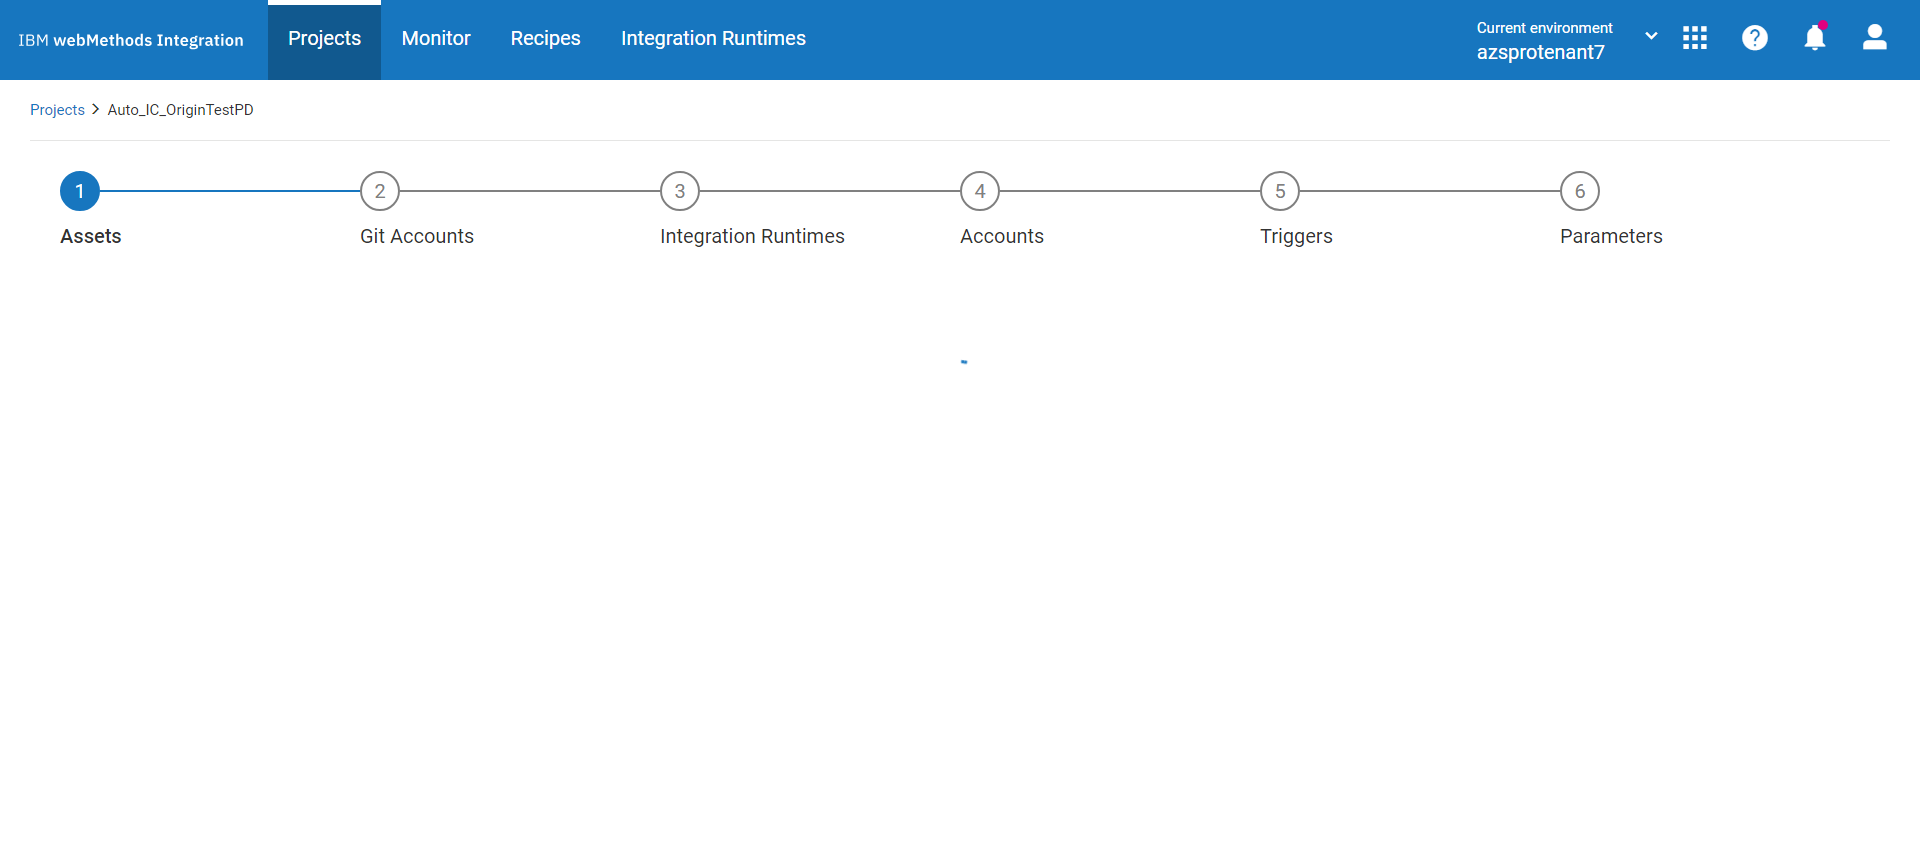 IBM webMethods Integration
Projects
Monitor
Recipes
Integration Runtimes
Current environment
azsprotenant7
Projects > Auto_IC_OriginTestPD
1
2
3
4
5
6
Assets
Git Accounts
Integration Runtimes
Accounts
Triggers
Parameters